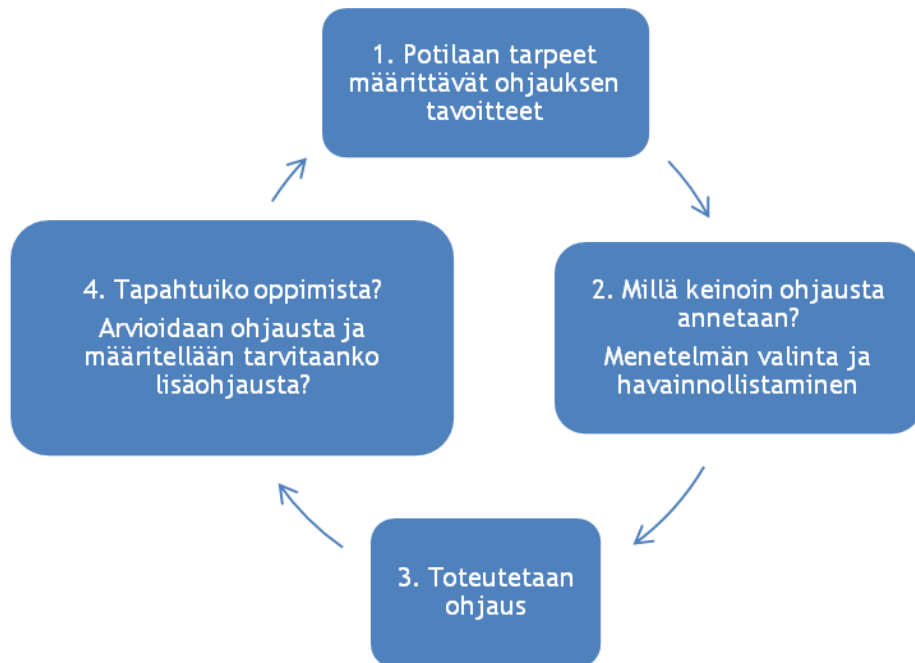 1. Potilaan tarpeet
määrittävät ohjauksen
tavoitteet
2. Millä keinoin ohjausta
annetaan?
Menetelmän valinta ja
havainnollistaminen
3. Toteutetaan
ohjaus
4. Tapahtuiko oppimista?
Arvioidaan ohjausta ja
määritellään tarvitaanko
lisäohjausta?